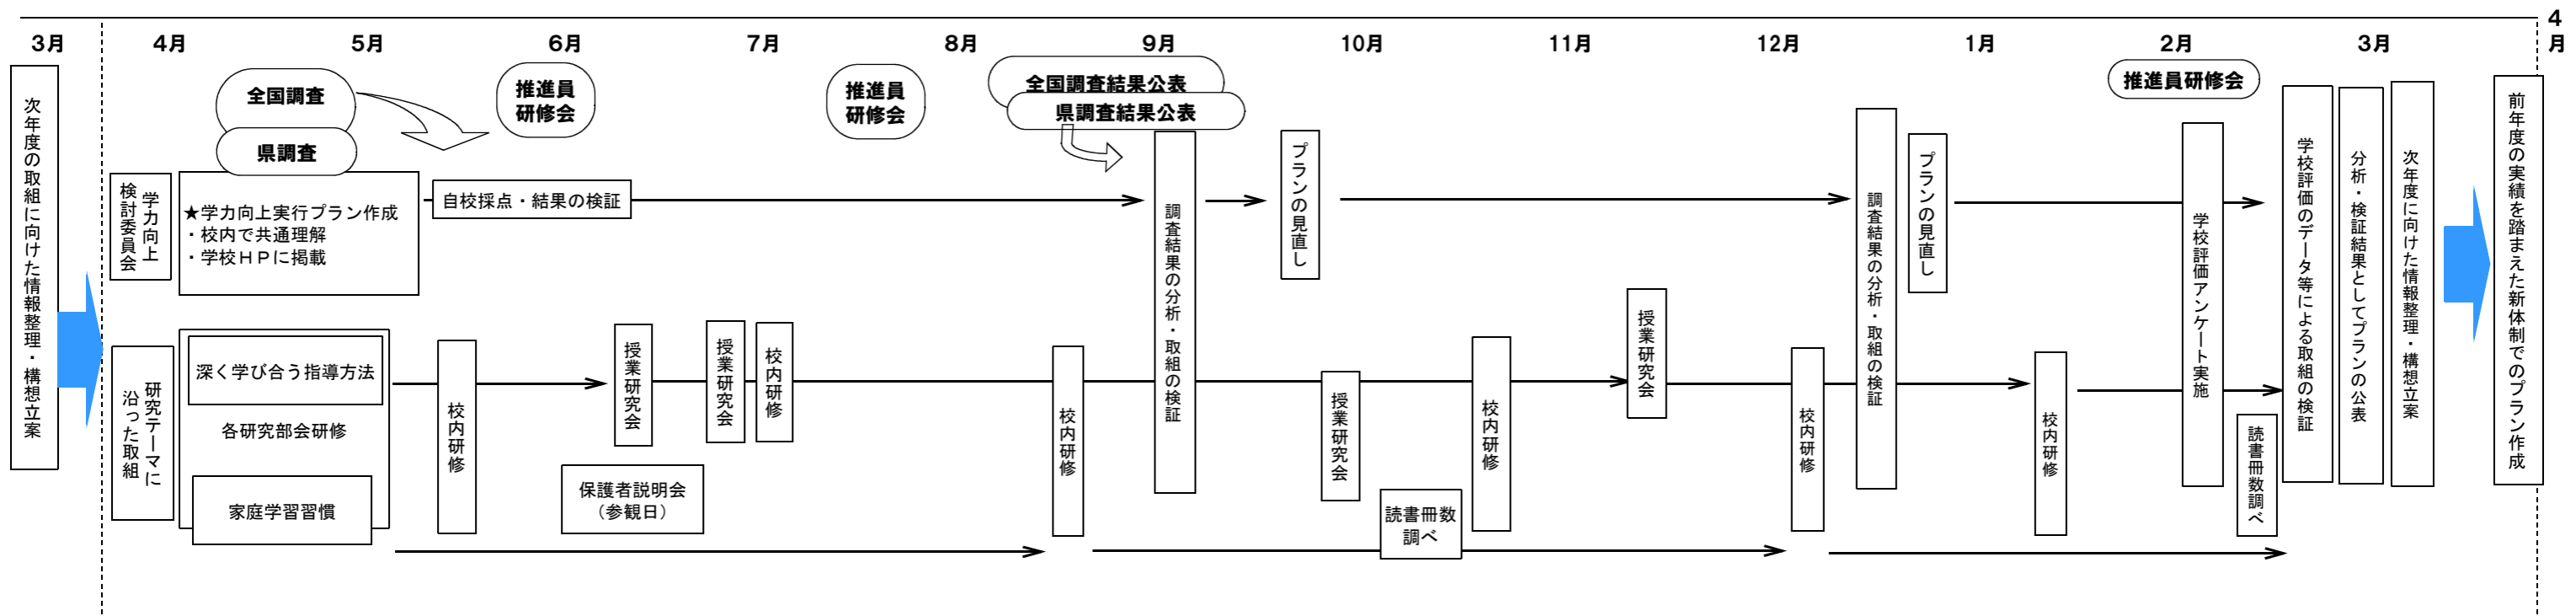 3月
4月
5月
6月
7月
8月
9月
10月
11月
12月
1月
2月
3月
4
月
次年度の取組に向けた情報整理・構想立案
全国調査
県調査
推進員
研修会
推進員
研修会
全国調査結果公表
県調査結果公表
推進員研修会
学力向上
検討委員会
★学力向上実行プラン作成
・校内で共通理解
・学校ＨＰに掲載
自校採点・結果の検証
調査結果の分析・取組の検証
プランの見直し
調査結果の分析・取組の検証
プランの見直し
学校評価アンケート実施
学校評価のデータ等による取組の検証
分析・検証結果としてプランの公表
次年度に向けた情報整理・構想立案
前年度の実績を踏まえた新体制でのプラン作成
研究テーマに
沿った取組
深く学び合う指導方法
各研究部会研修
家庭学習習慣
校内研修
授業研究会
保護者説明会
（参観日）
授業研究会
校内研修
校内研修
授業研究会
読書冊数
調べ
校内研修
授業研究会
校内研修
校内研修
読書冊数調べ